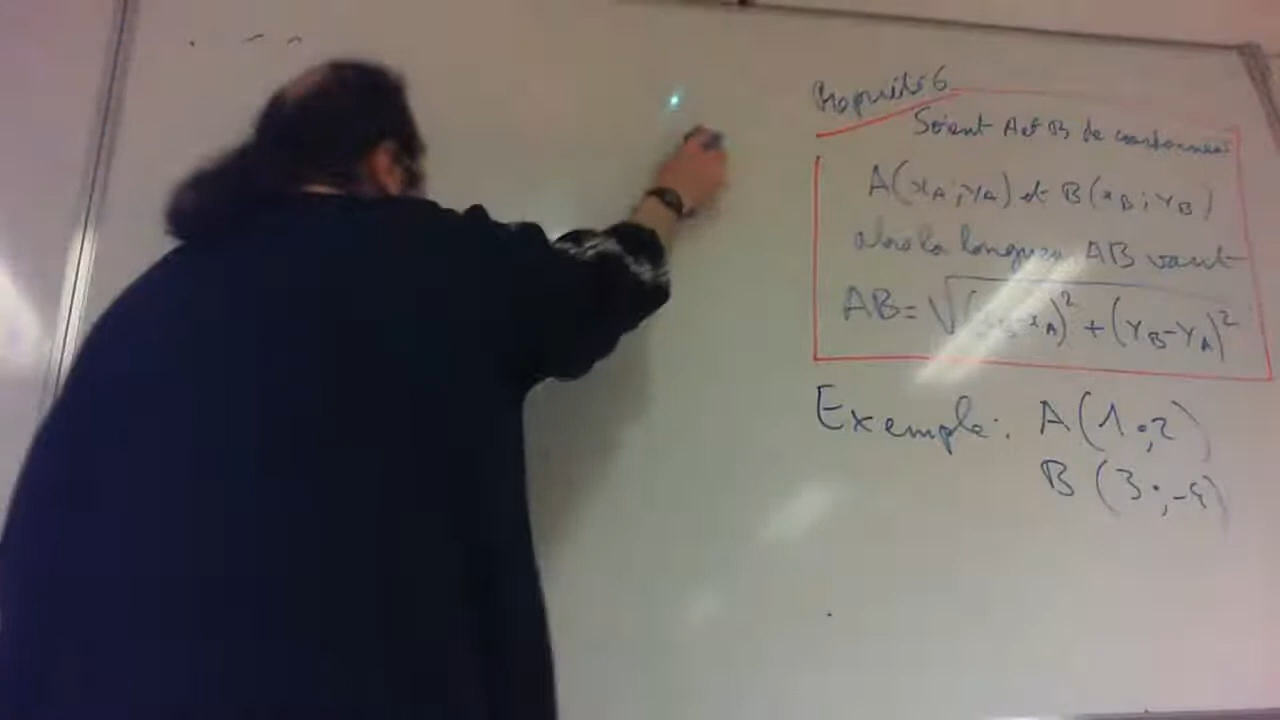 Propriété 6
Soient A et B de coordonnées
A(xA ; yA) et B(xB ; yB)
alors la longueur AB vaut
AB = √(xB - xA)² + (yB - yA)²
Exemple : A(1 ; 2)
B(3 ; -4)